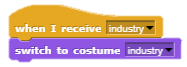 when I receive industry
switch to costume industry